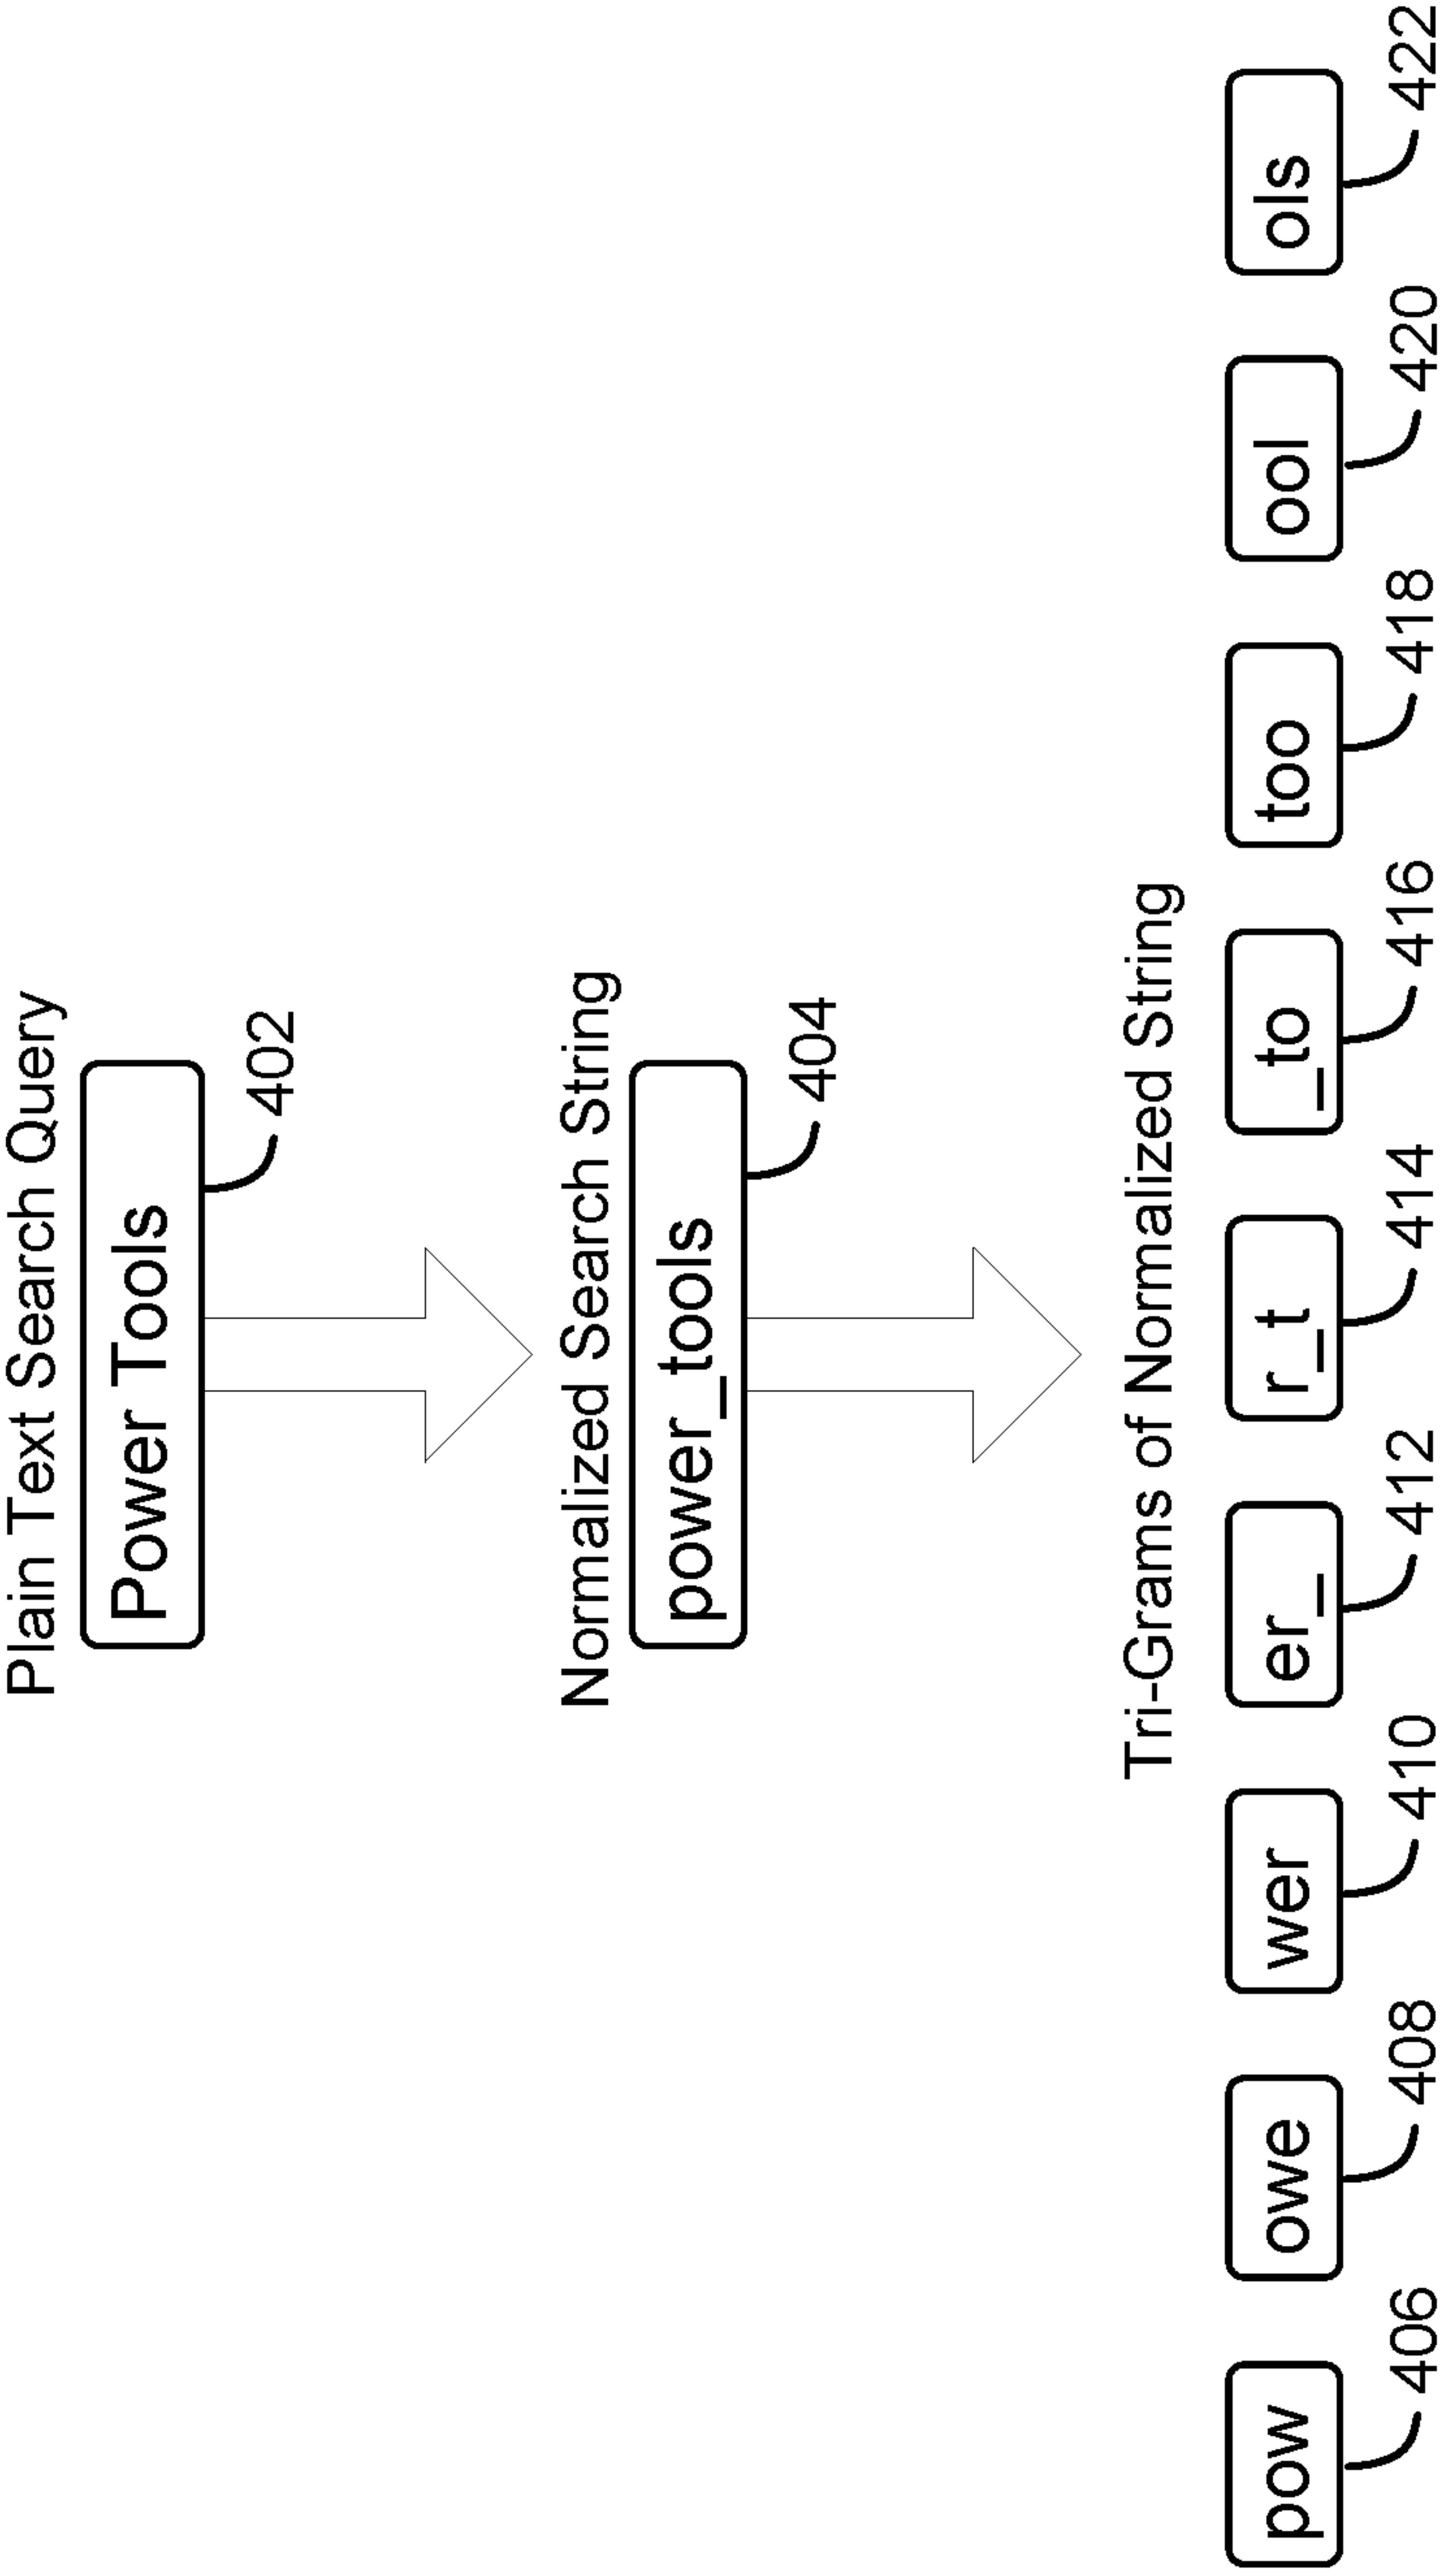 Plain Text Search Query
Power Tools
402
Normalized Search String
power_tools
404
Tri-Grams of Normalized String
pow owe wer er_ r_t _to too ool ols
406 408 410 412 414 416 418 420 422